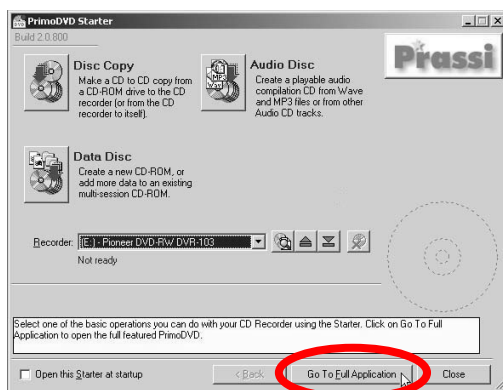 PrimoDVD Starter
Build 2.0.800
Prassi
Disc Copy
Make a CD to CD copy from
a CD-ROM drive to the CD
recorder (or from the CD
recorder to itself).
Audio Disc
Create a playable audio
compilation CD from Wave
and MP3 files or from other
Audio CD tracks.
Data Disc
Create a new CD-ROM, or
add more data to an existing
multi-session CD-ROM.
Recorder: (E:) - Pioneer DVD-RW DVR-103
Not ready
Select one of the basic operations you can do with your CD Recorder using the Starter. Click on Go To Full
Application to open the full featured PrimoDVD.
Open this Starter at startup
< Back
Go To Full Application
Close